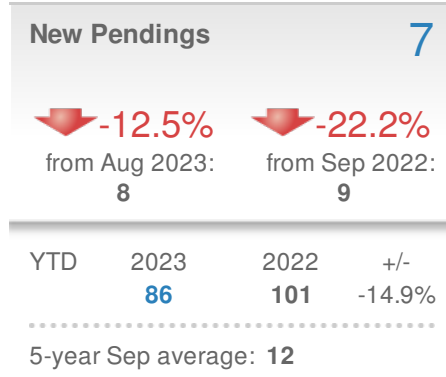 New Pendings 7
-12.5% -22.2%
from Aug 2023: from Sep 2022:
8 9
YTD 2023 2022 +/-
86 101 -14.9%
5-year Sep average: 12